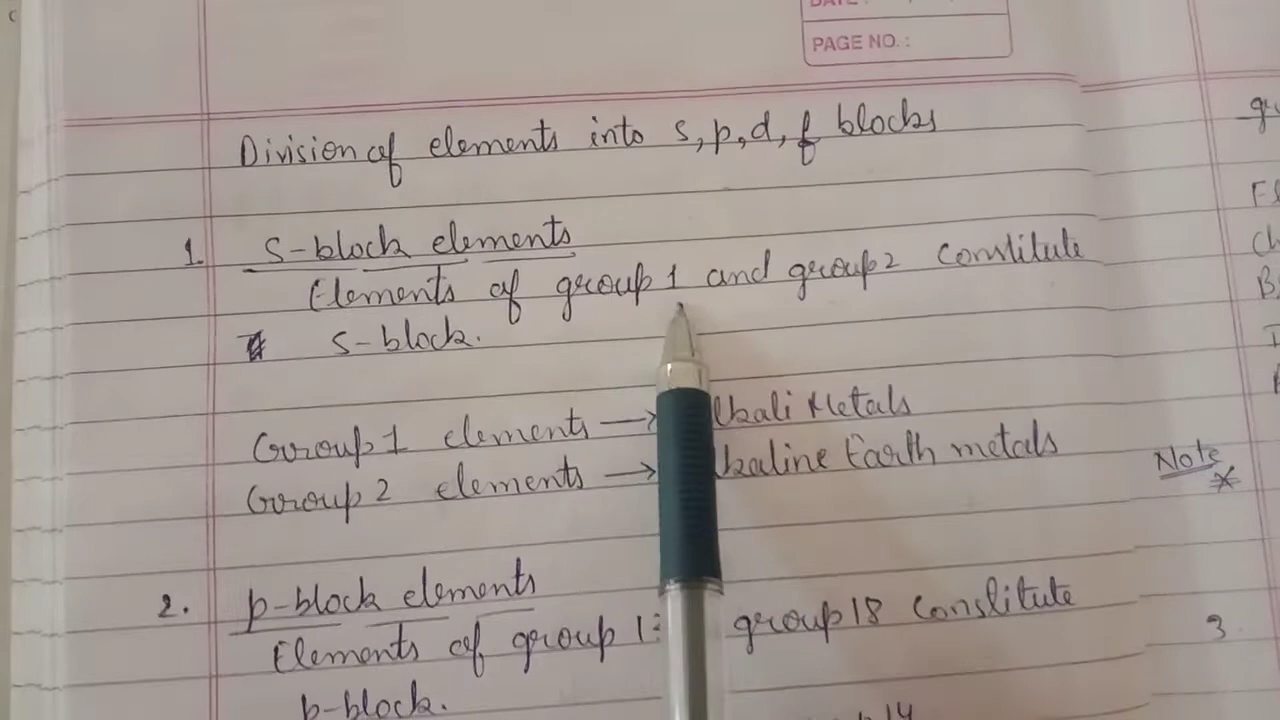 PAGE NO. :
Division of elements into s, p, d, f blocks
1. S-block elements
Elements of group 1 and group 2 constitute
s-block.
Group 1 elements → lkali Metals
Group 2 elements → kaline Earth metals
Note
2. p-block elements
Elements of group 1 group 18 constitute
p-block.
3
14